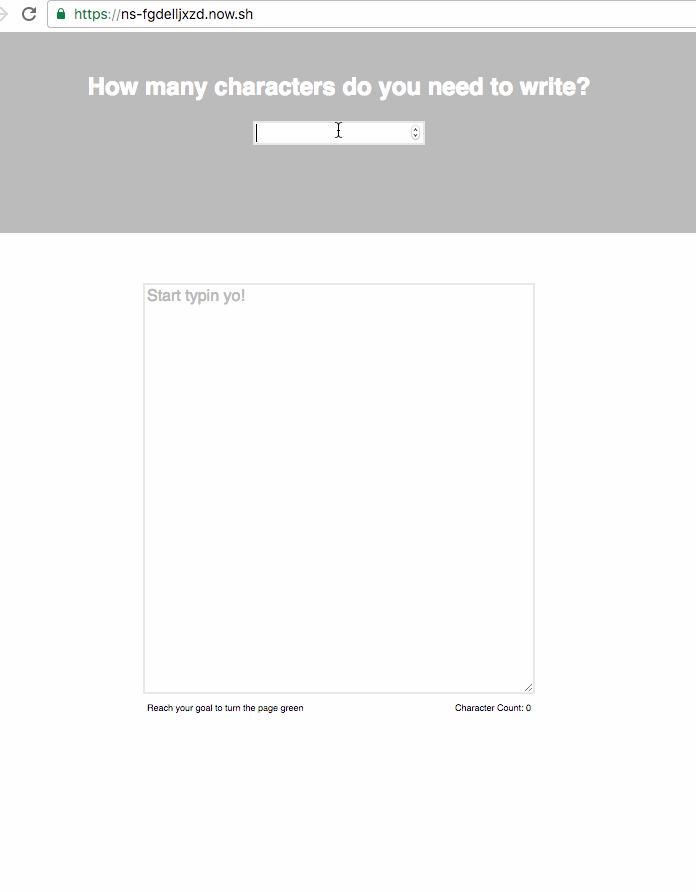 https://ns-fgdelljxzd.now.sh
How many characters do you need to write?
Start typin yo!
Reach your goal to turn the page green
Character Count: 0